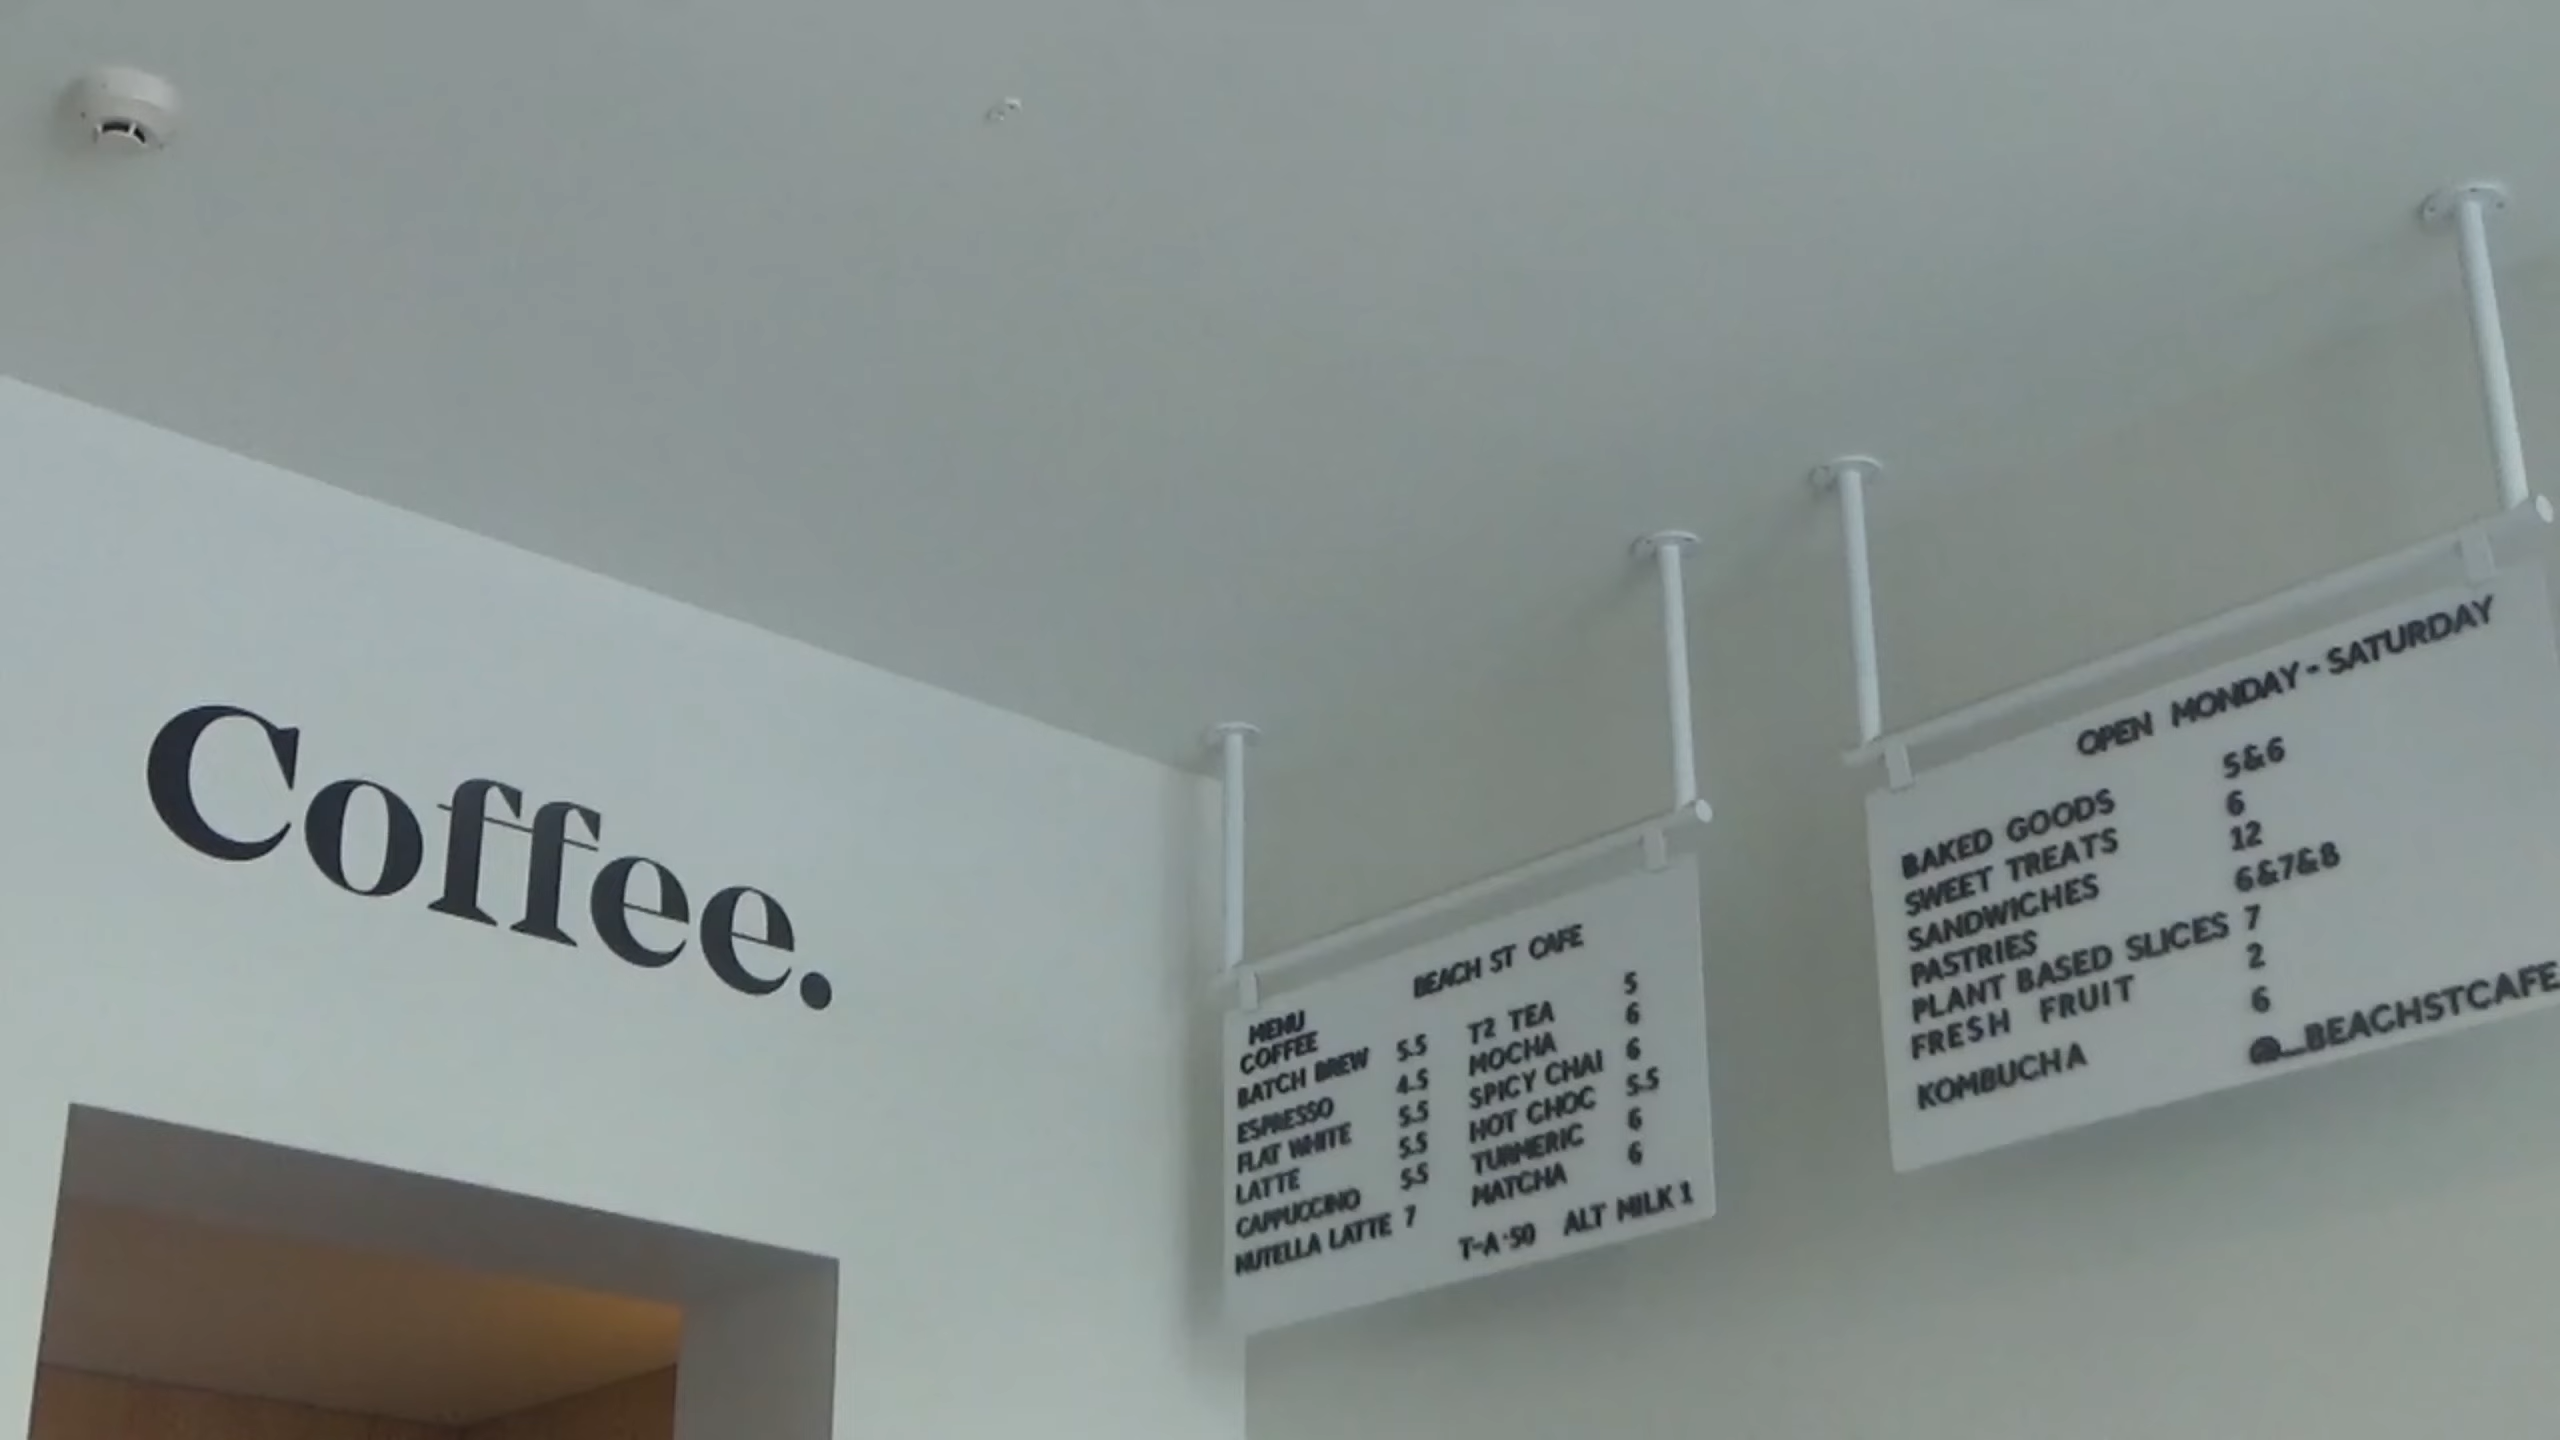 Coffee.
BEACH ST CAFE
MENU
COFFEE
BATCH BREW 5.5
ESPRESSO 4.5
FLAT WHITE 5.5
LATTE 5.5
CAPPUCCINO 5.5
NUTELLA LATTE 7
T2 TEA 5
MOCHA 6
SPICY CHAI 6
HOT CHOC 5.5
TURMERIC 6
MATCHA 6
T-A·50 ALT MILK 1
OPEN MONDAY-SATURDAY
BAKED GOODS 5&6
SWEET TREATS 6
SANDWICHES 12
PASTRIES 6&7&8
PLANT BASED SLICES 7
FRESH FRUIT 2
KOMBUCHA 6
@_BEACHSTCAFE